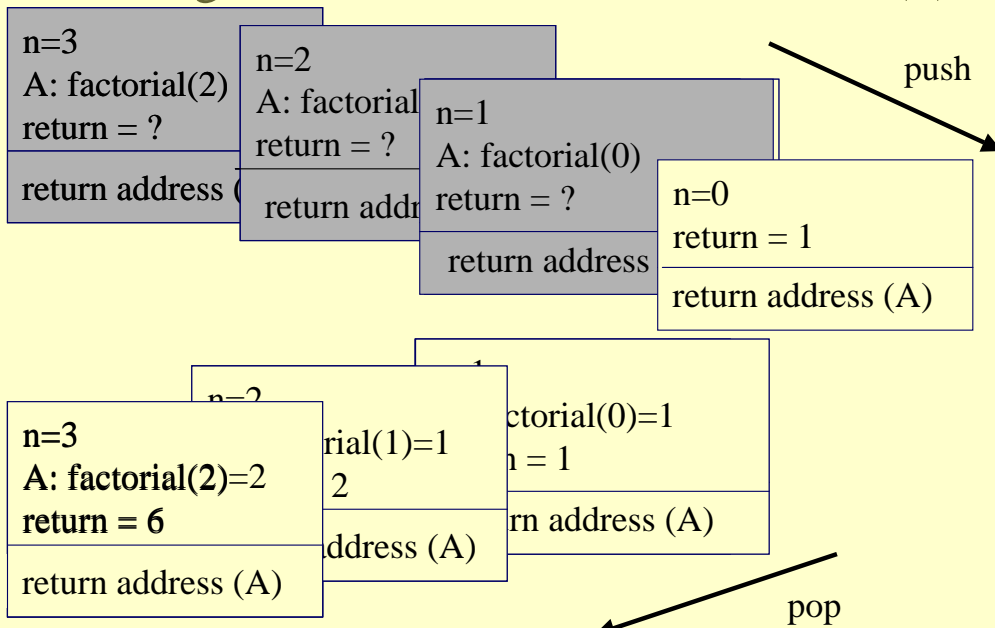 n=3
A: factorial(2)
return = ?
return address (
n=2
A: factorial
return = ?
return addr
n=1
A: factorial(0)
return = ?
return address
n=0
return = 1
return address (A)
push
n=3
A: factorial(2)=2
return = 6
return address (A)
n=2
rial(1)=1
2
address (A)
ctorial(0)=1
= 1
rn address (A)
pop